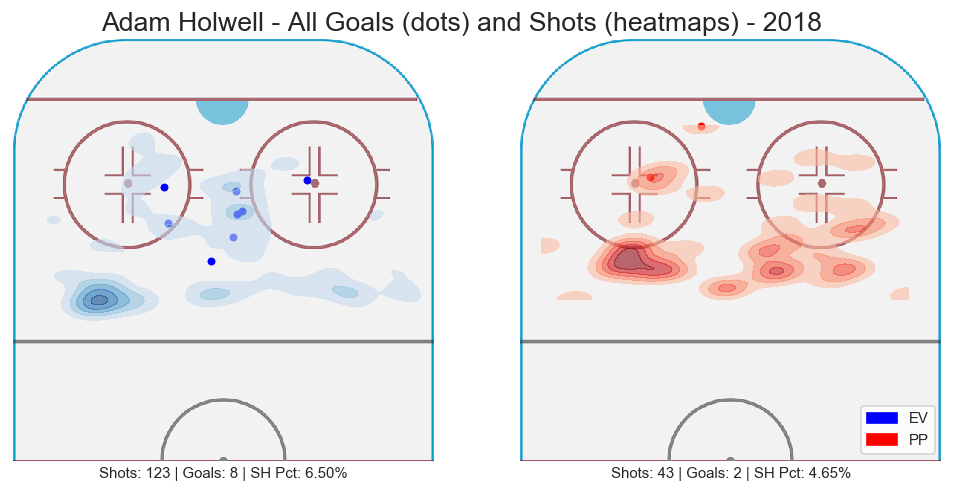 Adam Holwell - All Goals (dots) and Shots (heatmaps) - 2018
EV
PP
Shots: 123 | Goals: 8 | SH Pct: 6.50%
Shots: 43 | Goals: 2 | SH Pct: 4.65%